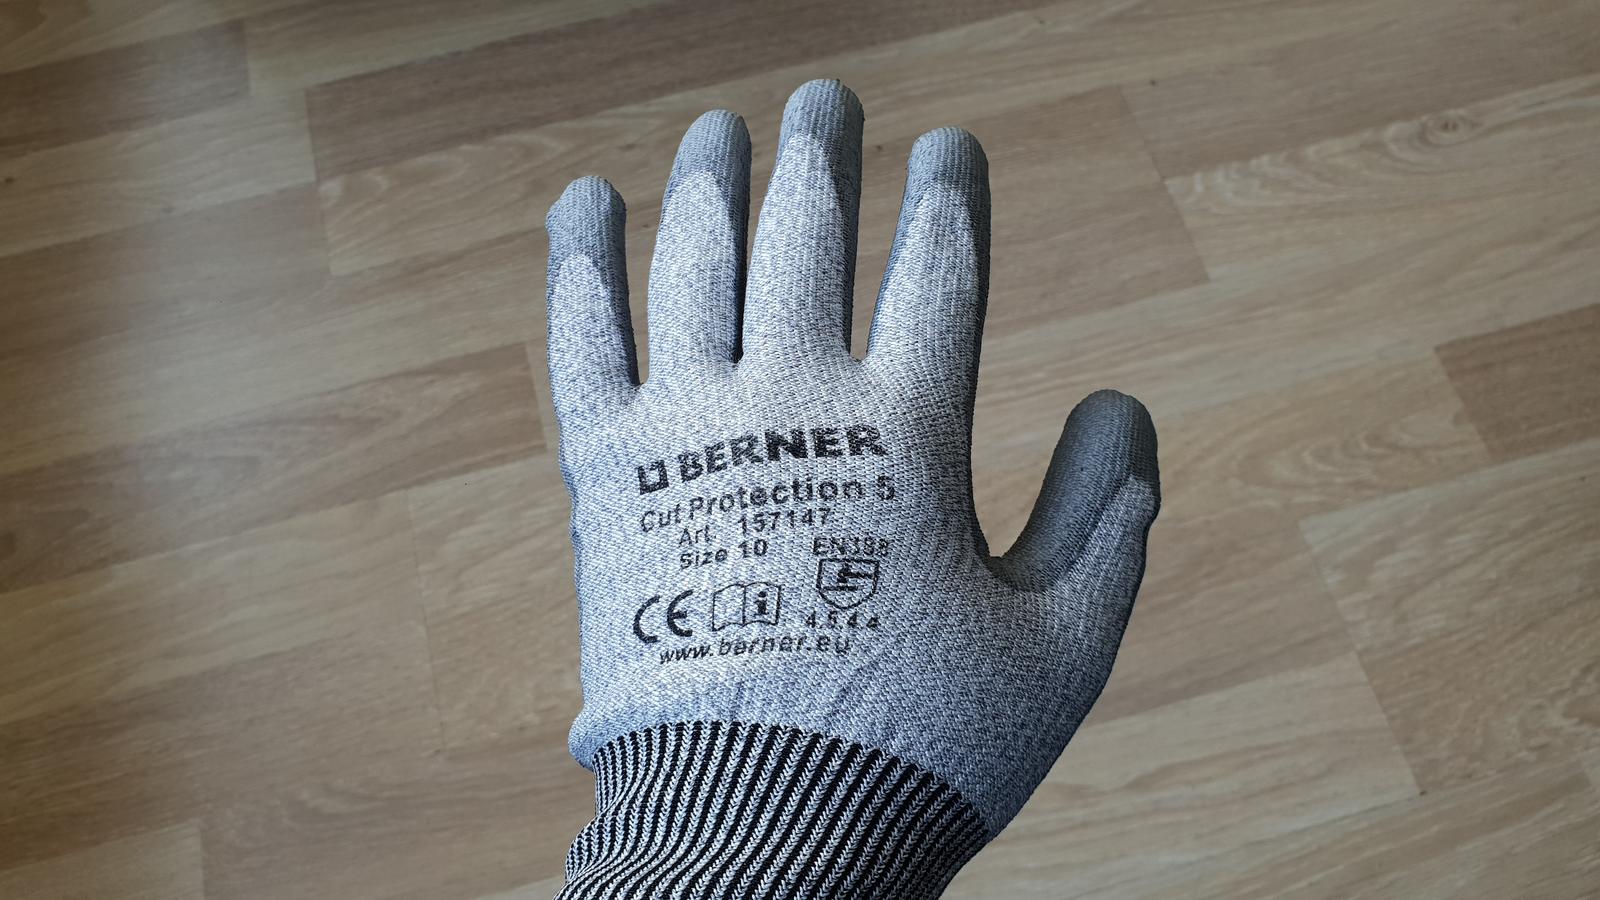 BERNER
Cut Protection 5
Art. 157147
Size 10
EN388
CE
i
4.5.4.4
www.berner.eu